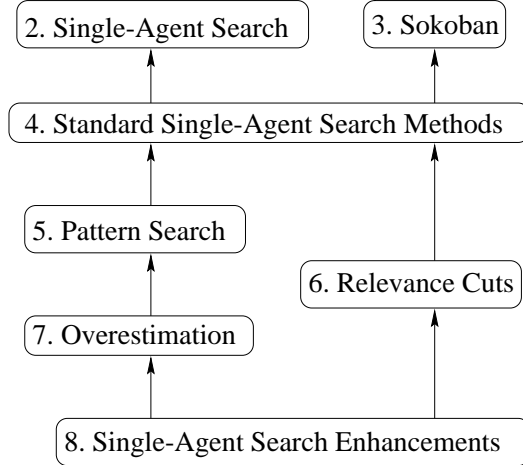 2. Single-Agent Search
3. Sokoban
4. Standard Single-Agent Search Methods
5. Pattern Search
6. Relevance Cuts
7. Overestimation
8. Single-Agent Search Enhancements